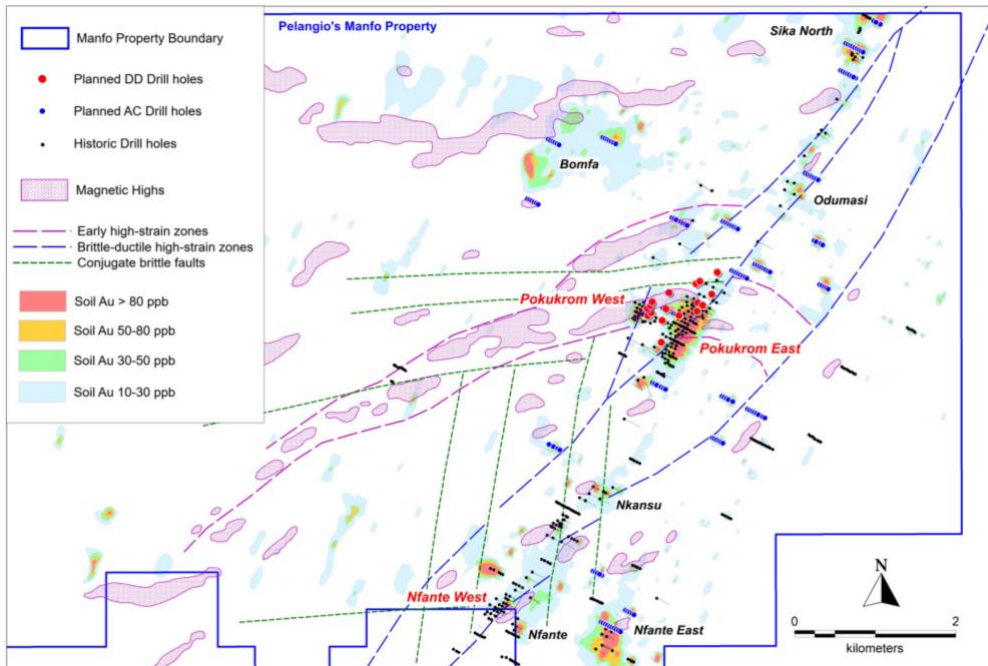 Pelangio's Manfo Property
Manfo Property Boundary
Planned DD Drill holes
Planned AC Drill holes
Historic Drill holes
Magnetic Highs
Early high-strain zones
Brittle-ductile high-strain zones
Conjugate brittle faults
Soil Au > 80 ppb
Soil Au 50-80 ppb
Soil Au 30-50 ppb
Soil Au 10-30 ppb
Sika North
Bomfa
Odumasi
Pokukrom West
Pokukrom East
Nkansu
Nfante West
Nfante
Nfante East
N
0 2
kilometers